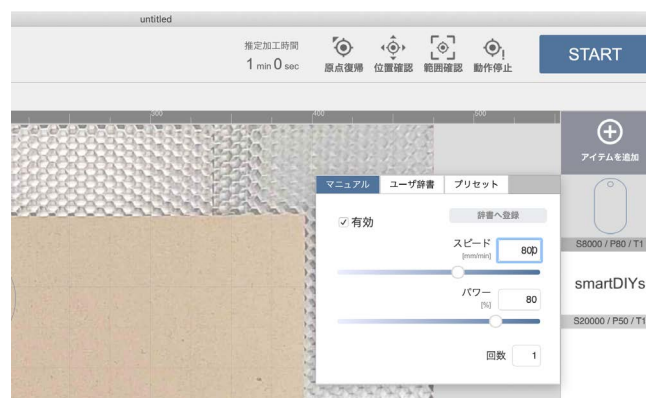 untitled
推定加工時間
1 min 0 sec
原点復帰
位置確認
範囲確認
動作停止
START
300
400
500
アイテムを追加
マニュアル
ユーザ辞書
プリセット
有効
辞書へ登録
スピード
[mm/min]
800
S8000 / P80 / T1
パワー
[%]
80
smartDIYs
S20000 / P50 / T1
回数
1